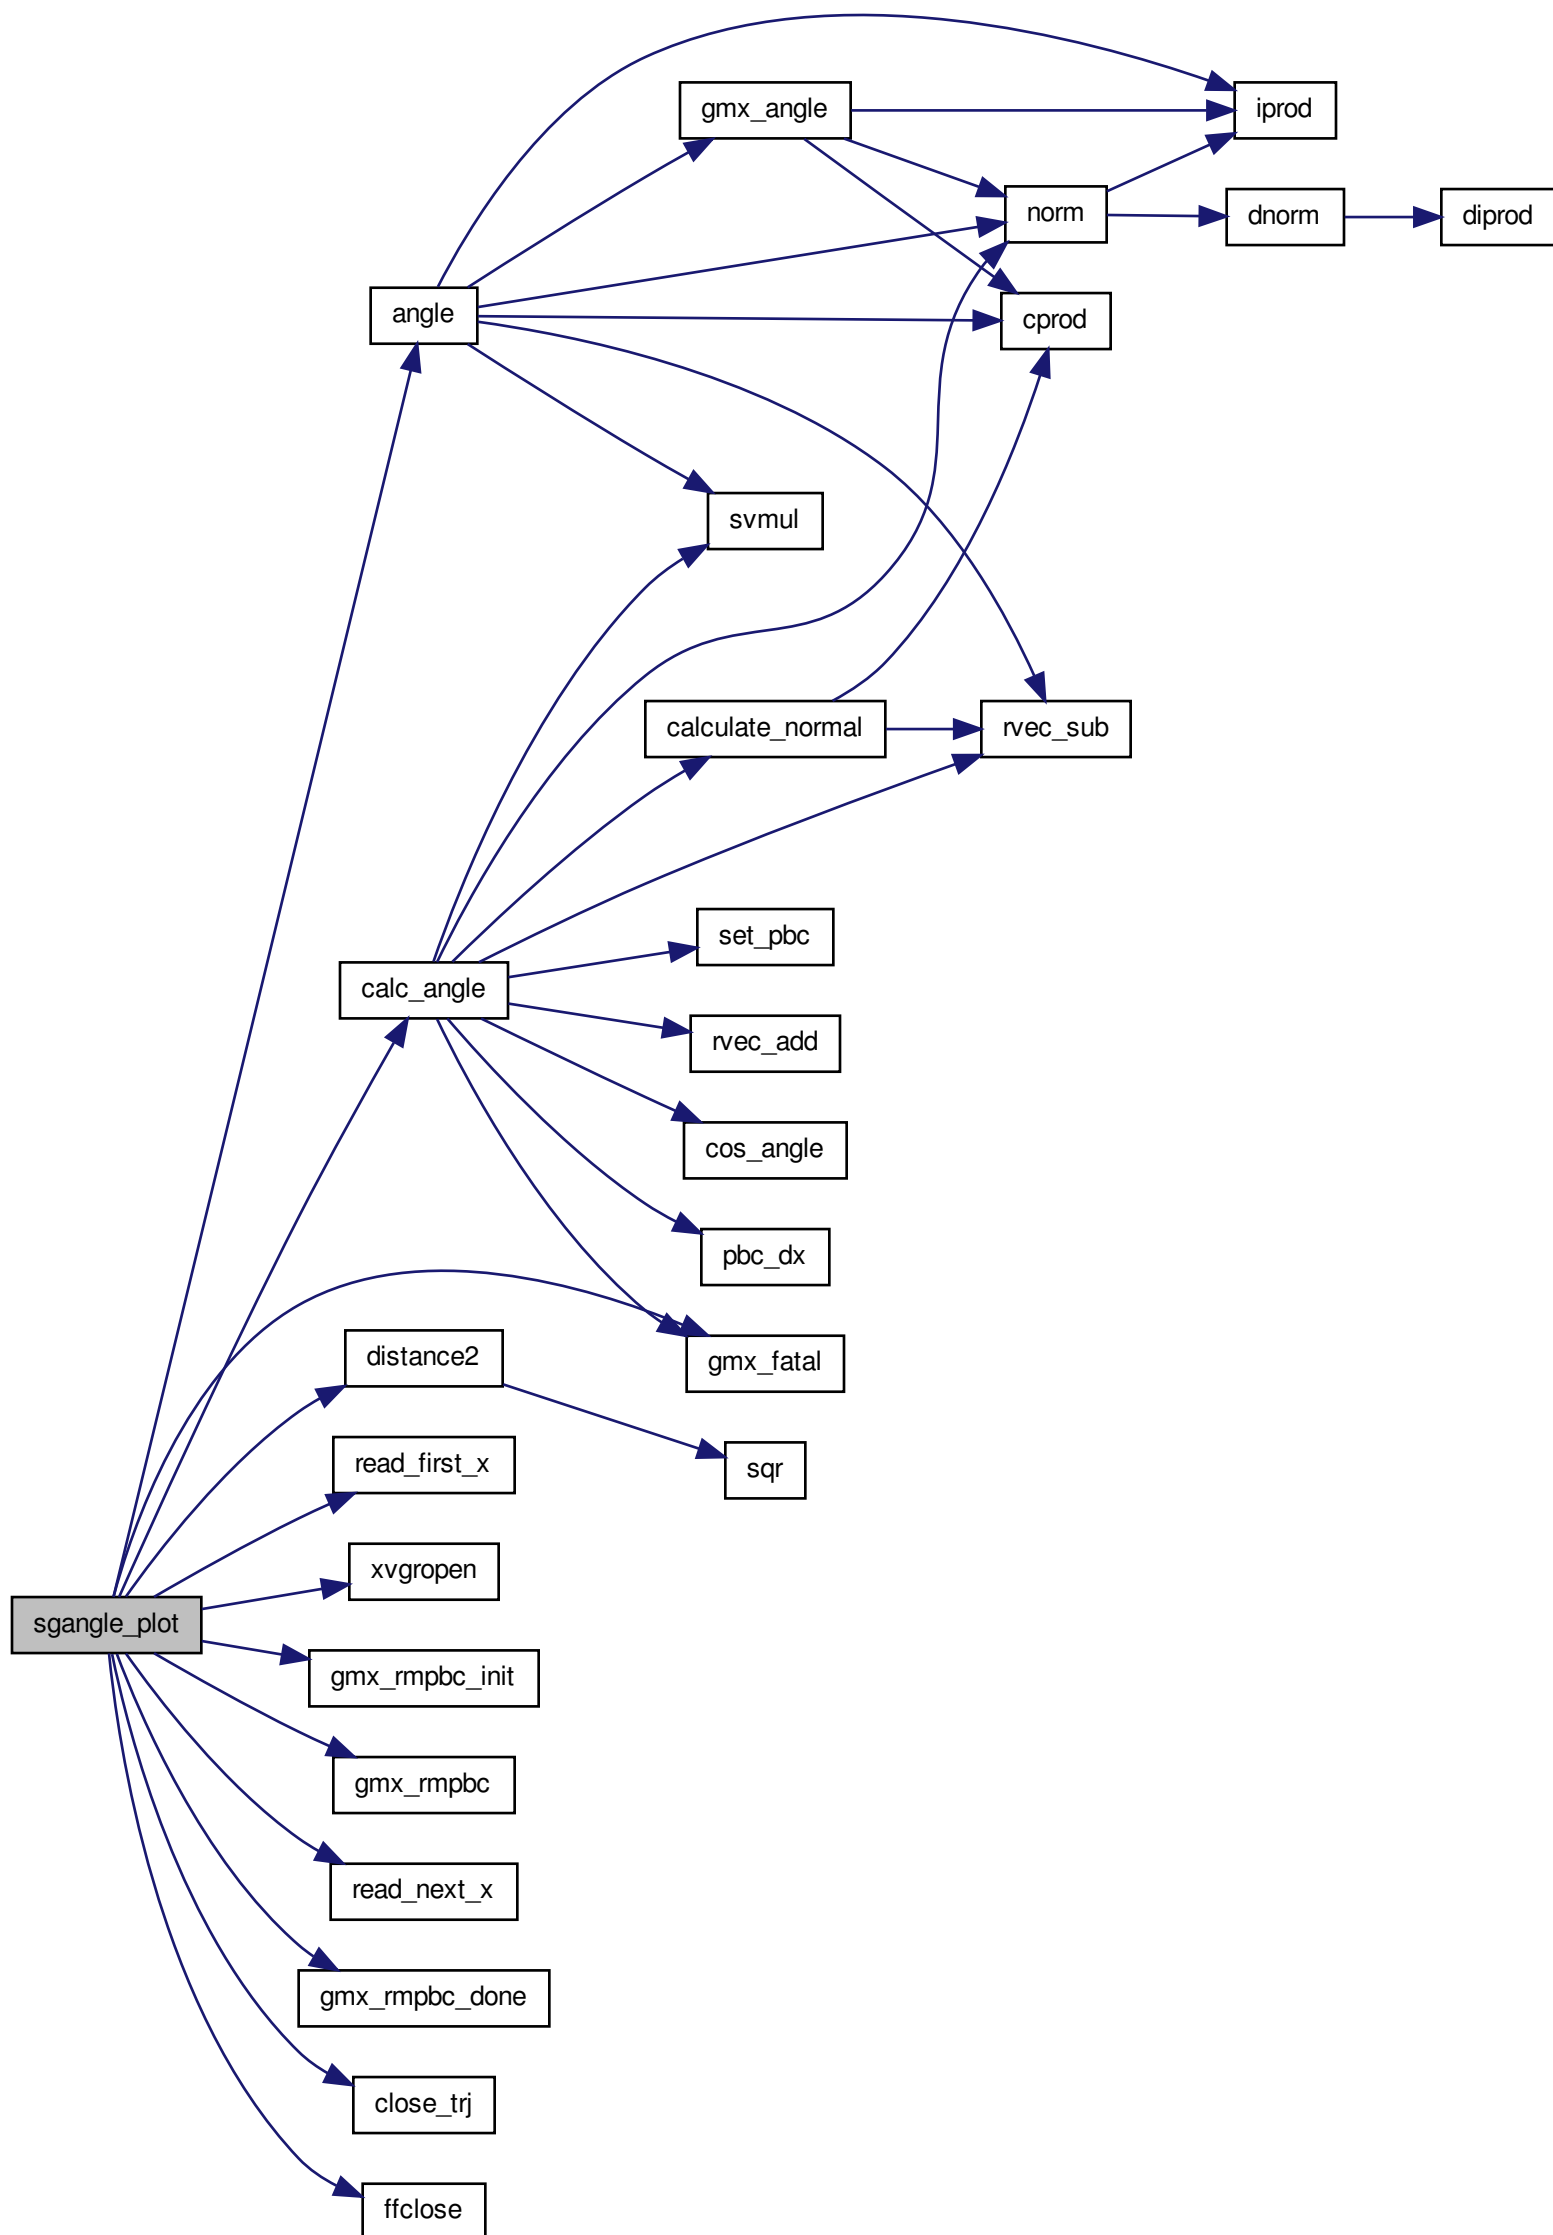 gmx_angle
iprod
norm
dnorm
diprod
angle
cprod
svmul
calculate_normal
rvec_sub
set_pbc
calc_angle
rvec_add
cos_angle
pbc_dx
distance2
gmx_fatal
read_first_x
sqr
xvgropen
sgangle_plot
gmx_rmpbc_init
gmx_rmpbc
read_next_x
gmx_rmpbc_done
close_trj
ffclose